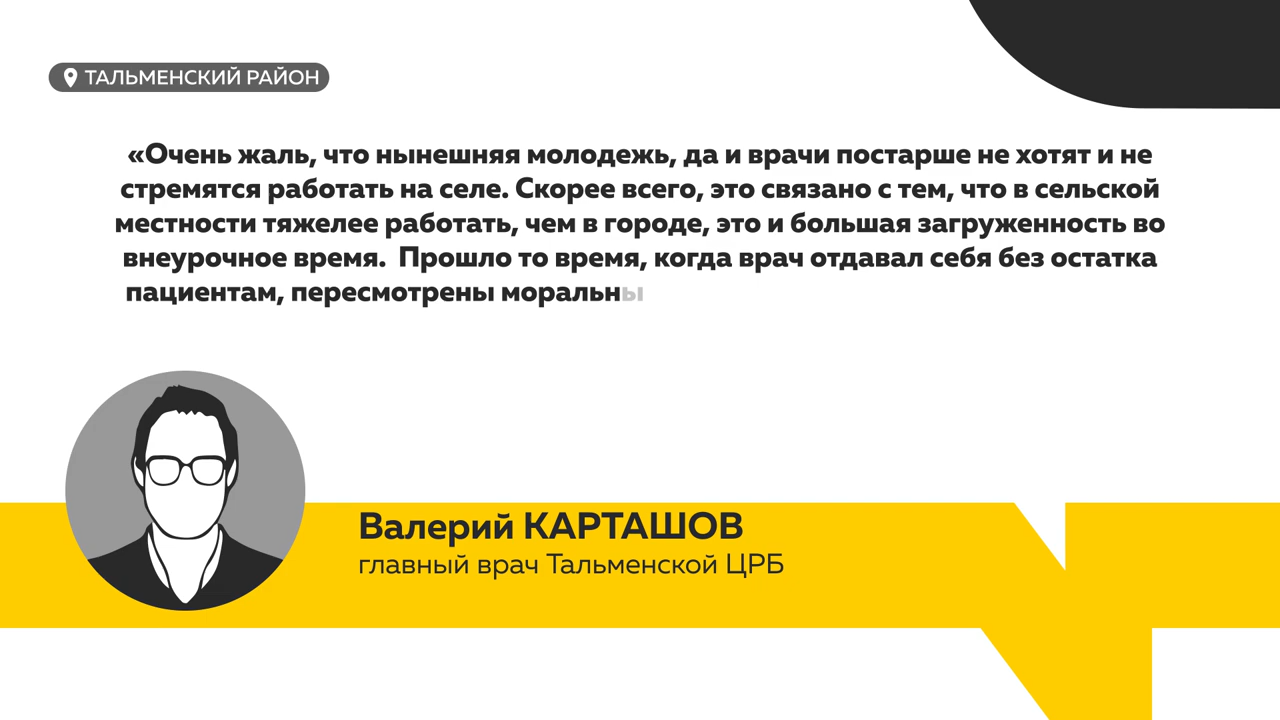 ТАЛЬМЕНСКИЙ РАЙОН
«Очень жаль, что нынешняя молодежь, да и врачи постарше не хотят и не
стремятся работать на селе. Скорее всего, это связано с тем, что в сельской
местности тяжелее работать, чем в городе, это и большая загруженность во
внеурочное время. Прошло то время, когда врач отдавал себя без остатка
пациентам, пересмотрены моральны
Валерий КАРТАШОВ
главный врач Тальменской ЦРБ